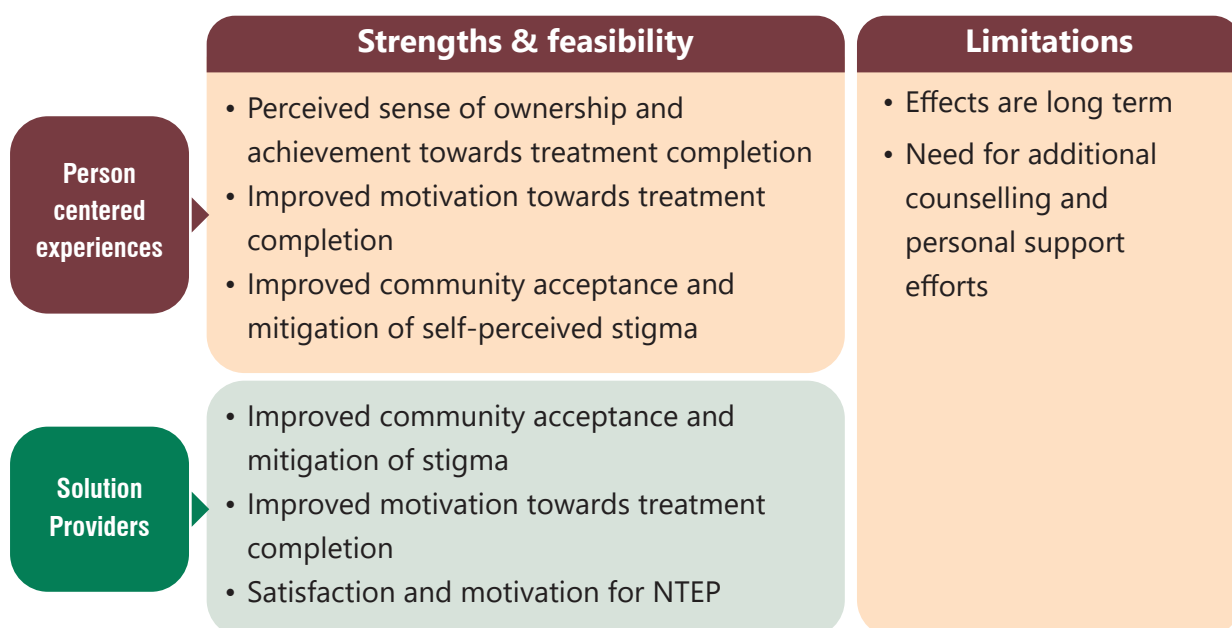 Strengths & feasibility
Limitations
Person
centered
experiences
• Perceived sense of ownership and
achievement towards treatment completion
• Improved motivation towards treatment
completion
• Improved community acceptance and
mitigation of self-perceived stigma
• Effects are long term
• Need for additional
counselling and
personal support
efforts
Solution
Providers
• Improved community acceptance and
mitigation of stigma
• Improved motivation towards treatment
completion
• Satisfaction and motivation for NTEP